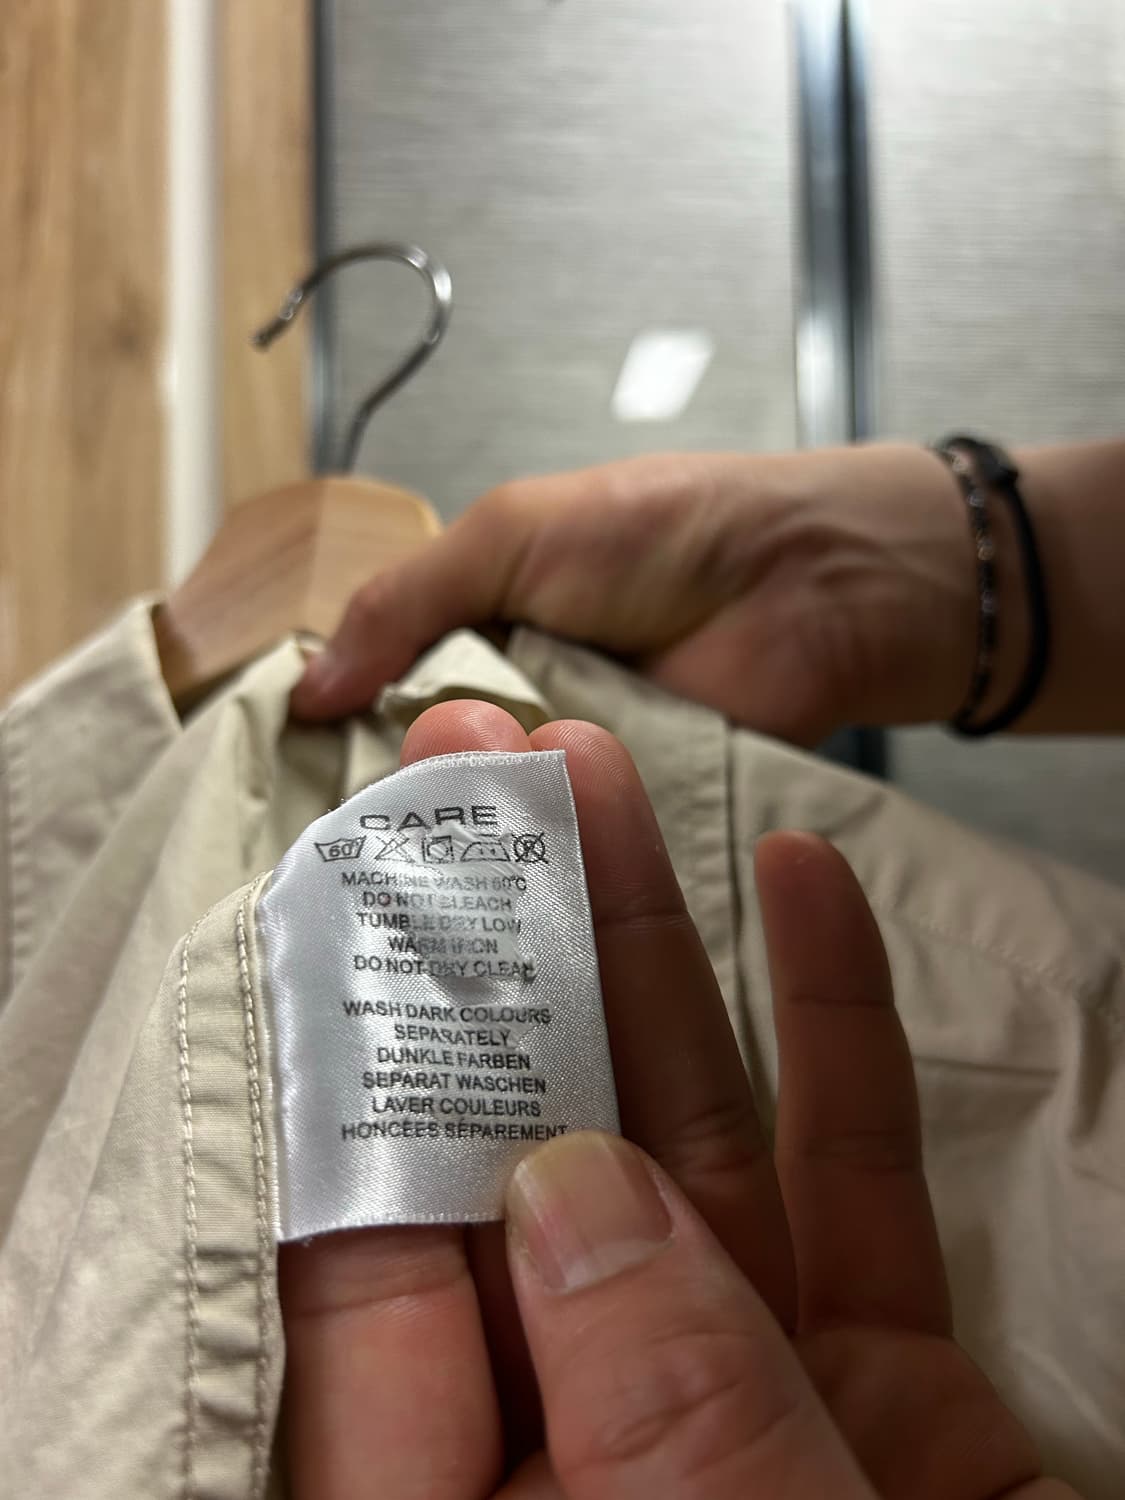 CARE
60
MACHINE WASH 60°C
DO NOT BLEACH
TUMBLE DRY LOW
WARM IRON
DO NOT DRY CLEAN
WASH DARK COLOURS
SEPARATELY
DUNKLE FARBEN
SEPARAT WASCHEN
LAVER COULEURS
HONCÉES SÉPAREMENT